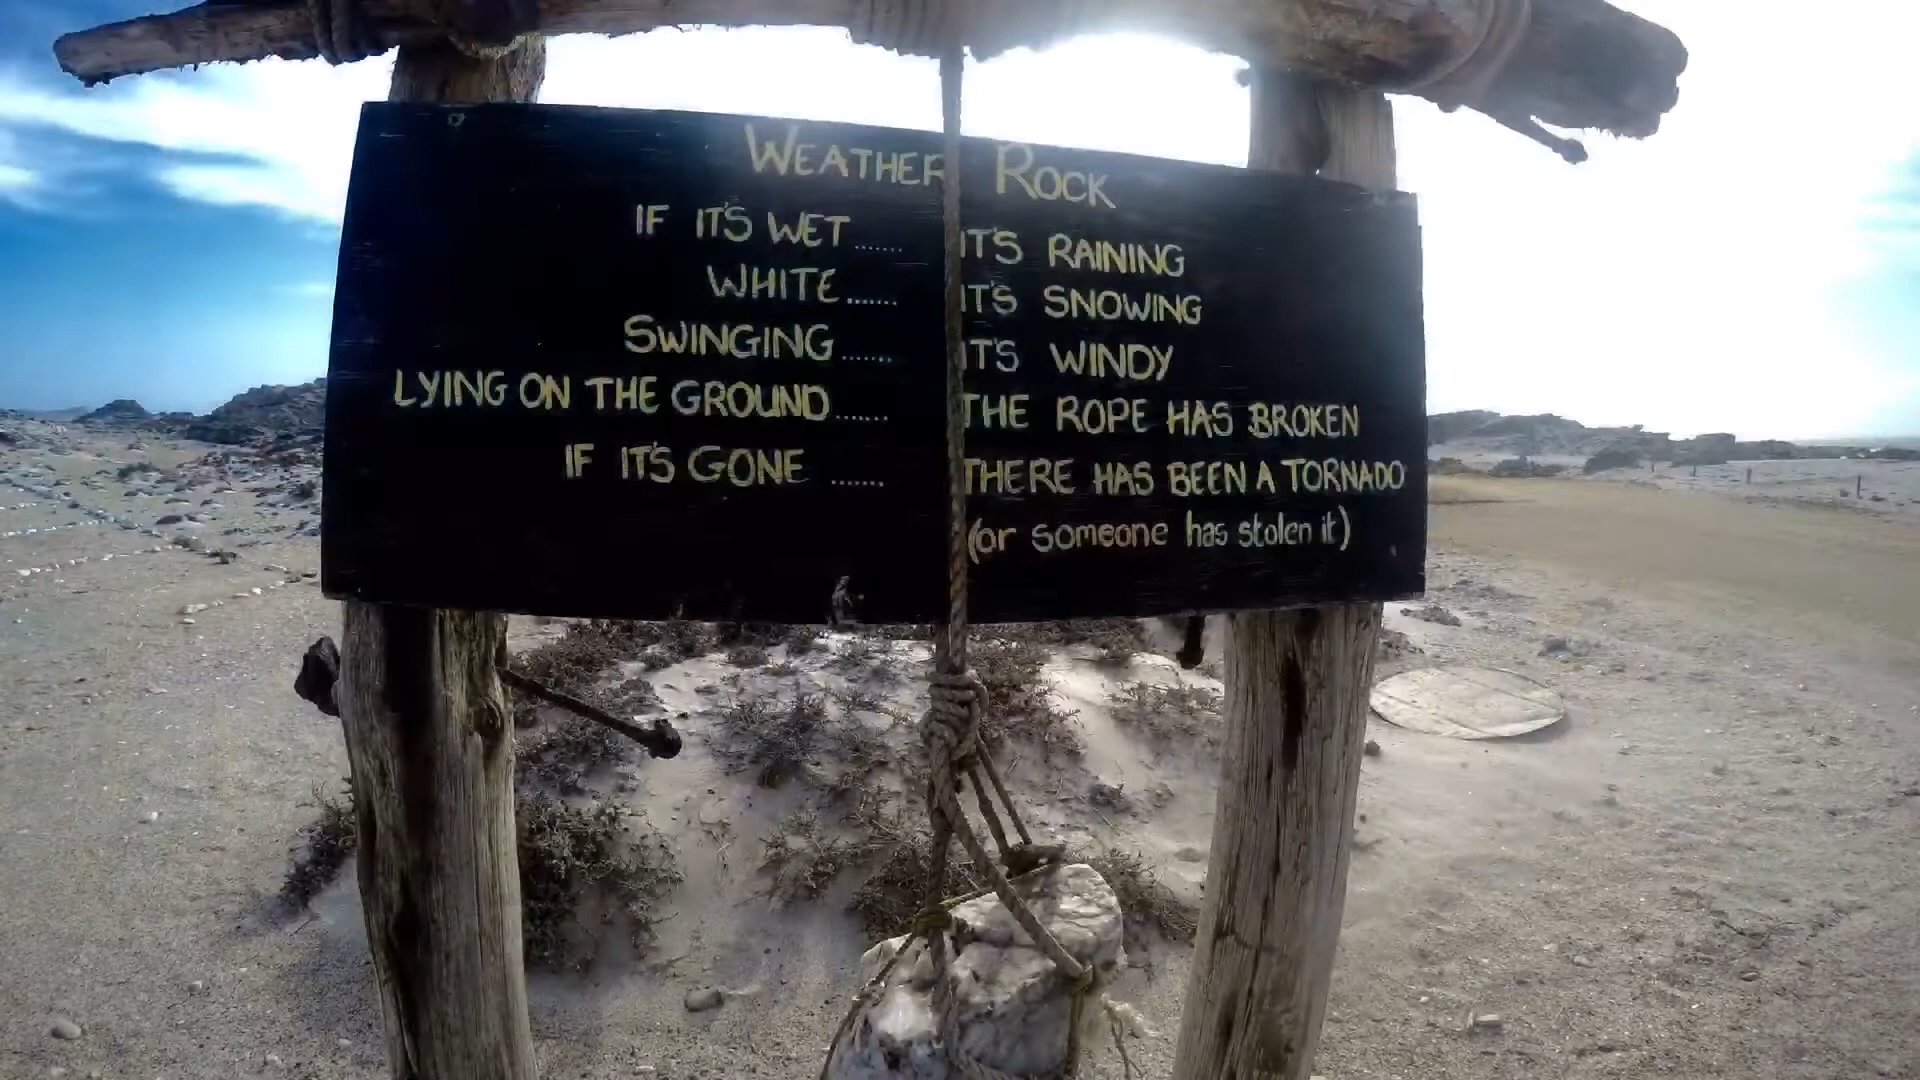 WEATHER ROCK
IF IT'S WET ....... IT'S RAINING
WHITE ....... IT'S SNOWING
SWINGING ....... IT'S WINDY
LYING ON THE GROUND ....... THE ROPE HAS BROKEN
IF IT'S GONE ....... THERE HAS BEEN A TORNADO
(or someone has stolen it)